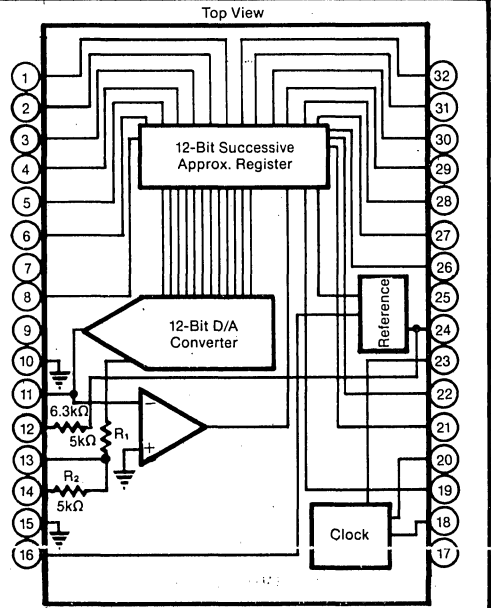 Top View
1
2
3
4
5
6
7
8
9
10
11
12
13
14
15
16
32
31
30
29
28
27
26
25
24
23
22
21
20
19
18
17
12-Bit Successive
Approx. Register
Reference
12-Bit D/A
Converter
6.3kΩ
5kΩ
R1
R2
5kΩ
−
+
Clock